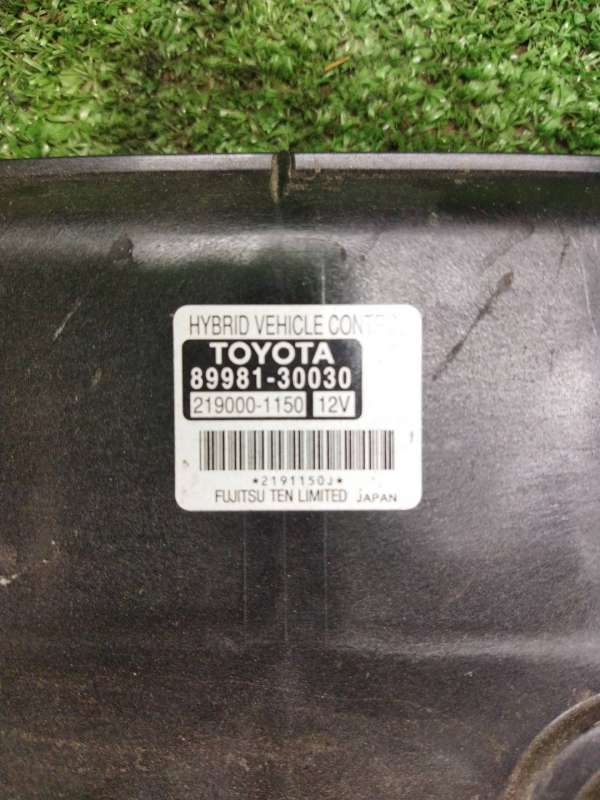 HYBRID VEHICLE
TOYOTA
89981-30030
219000-1150 12V
*2191150J*
FUJITSU TEN LIMITED JAPAN